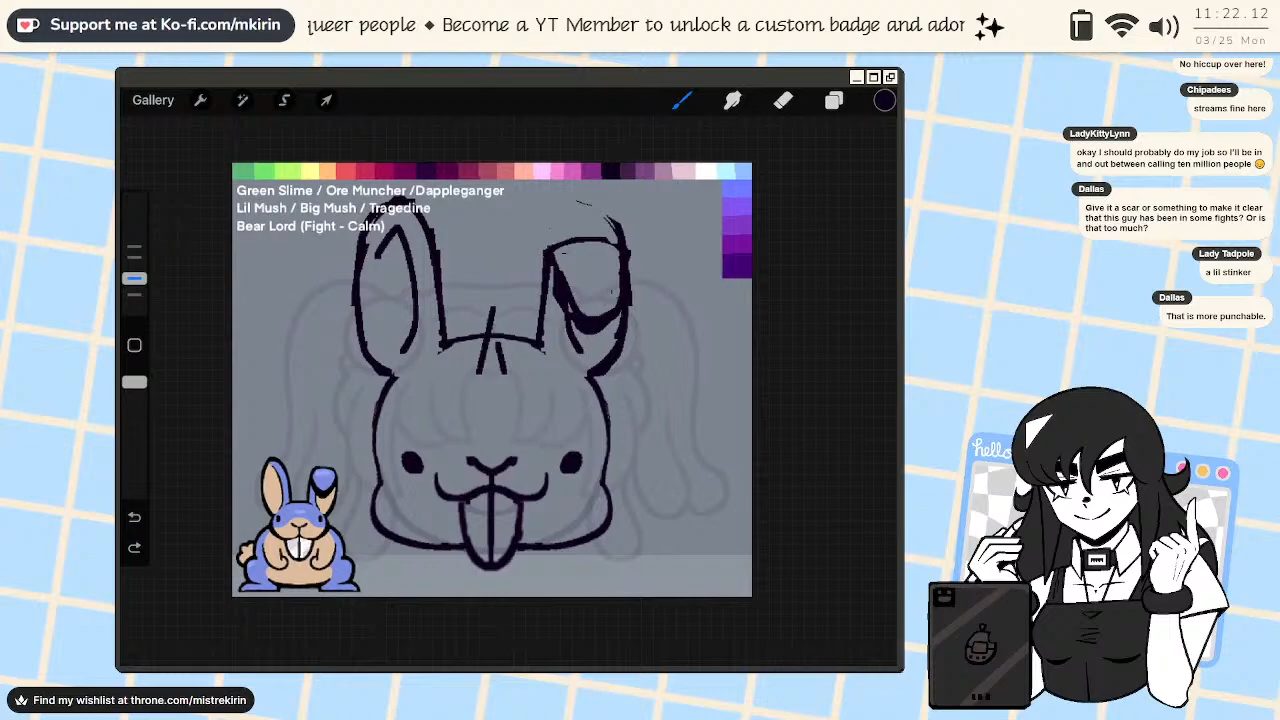 Support me at Ko-fi.com/mkirin
queer people ◆ Become a YT Member to unlock a custom badge and ador
11:22.12
03/25 Mon
No hiccup over here!
Chipadees
streams fine here
LadyKittyLynn
okay I should probably do my job so I'll be in
and out between calling ten million people 😔
Dallas
Give it a scar or something to make it clear
that this guy has been in some fights? Or is
that too much?
Lady Tadpole
a lil stinker
Dallas
That is more punchable.
Gallery
Green Slime / Ore Muncher /Dappleganger
Lil Mush / Big Mush / Tragedine
Bear Lord (Fight - Calm)
hello
Find my wishlist at throne.com/mistrekirin